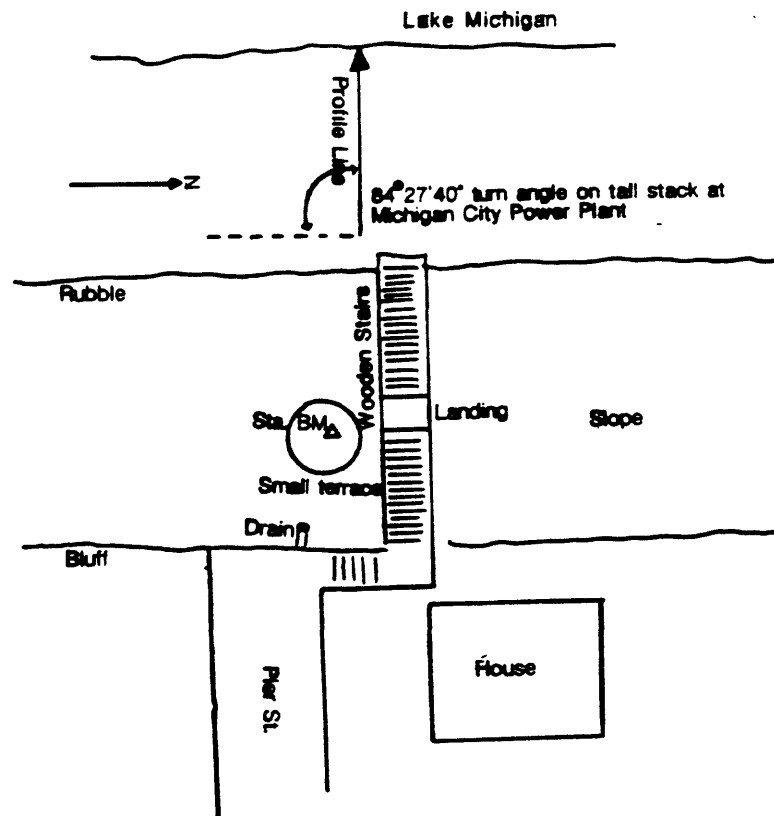 Lake Michigan
Profile Line
N
84°27'40" turn angle on tall stack at
Michigan City Power Plant
Rubble
Wooden Stairs
Sta. BM
Landing
Slope
Small terrace
Drain
Bluff
House
Pier St.